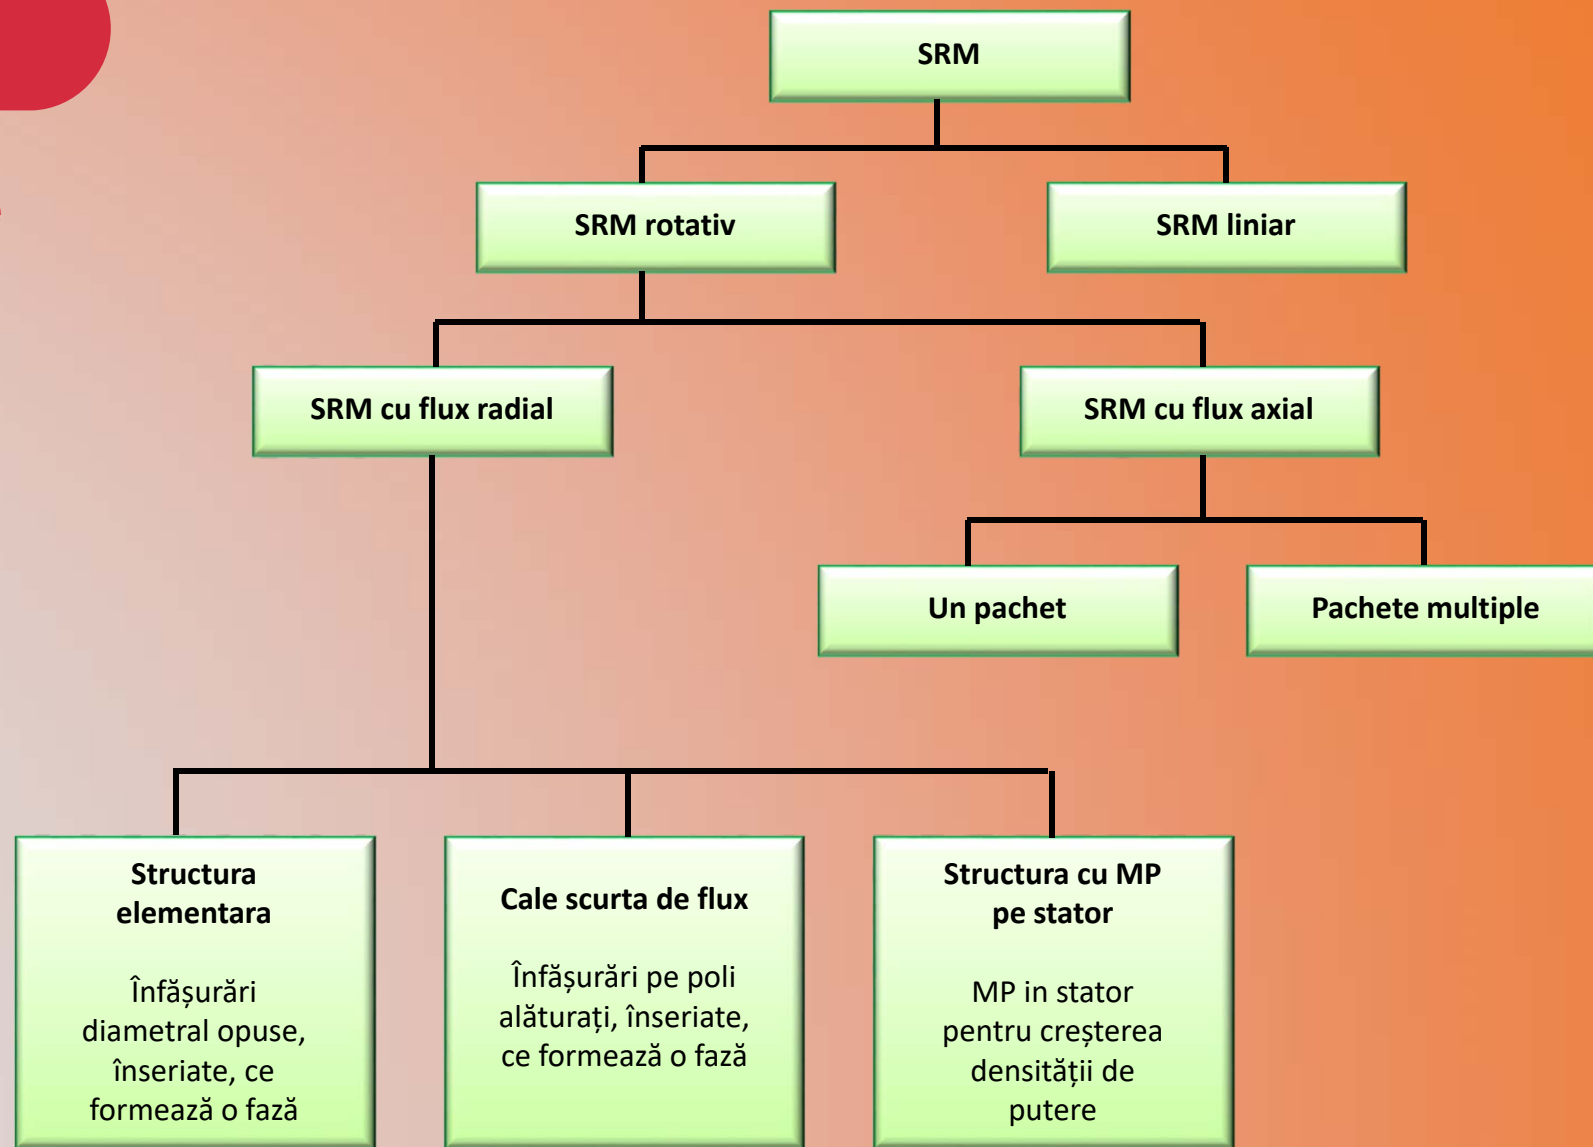 SRM
SRM rotativ
SRM liniar
SRM cu flux radial
SRM cu flux axial
Un pachet
Pachete multiple
Structura
elementara
Înfășurări
diametral opuse,
înseriate, ce
formează o fază
Cale scurta de flux
Înfășurări pe poli
alăturați, înseriate,
ce formează o fază
Structura cu MP
pe stator
MP in stator
pentru creșterea
densității de
putere